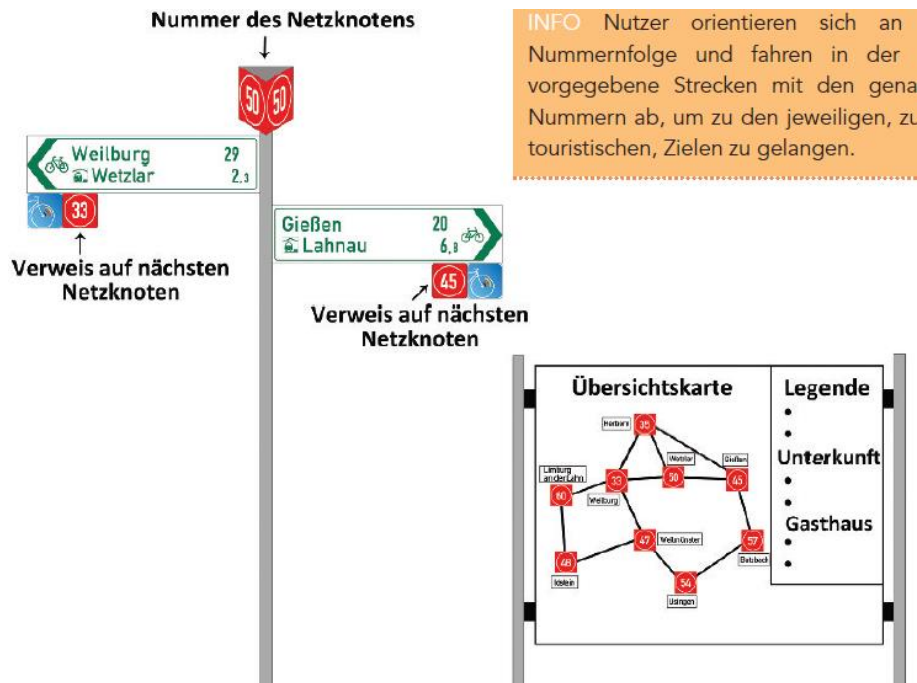 Nummer des Netzknotens
50 50
Weilburg 29
Wetzlar 2,3
33
Verweis auf nächsten
Netzknoten
Gießen 20
Lahnau 6,8
45
Verweis auf nächsten
Netzknoten
INFO Nutzer orientieren sich an
Nummernfolge und fahren in der
vorgegebene Strecken mit den gena
Nummern ab, um zu den jeweiligen, zu
touristischen, Zielen zu gelangen.
Übersichtskarte
Herborn
35
Wetzlar
Gießen
Limburg
an der Lahn
60
33
50
45
Weilburg
47
Weilmünster
57
Butzbach
48
Idstein
54
Usingen
Legende
Unterkunft
Gasthaus